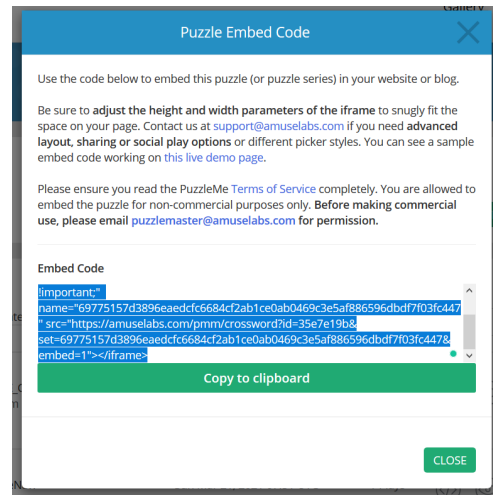 Gallery
Puzzle Embed Code
Use the code below to embed this puzzle (or puzzle series) in your website or blog.
Be sure to adjust the height and width parameters of the iframe to snugly fit the
space on your page. Contact us at support@amuselabs.com if you need advanced
layout, sharing or social play options or different picker styles. You can see a sample
embed code working on this live demo page.
Please ensure you read the PuzzleMe Terms of Service completely. You are allowed to
embed the puzzle for non-commercial purposes only. Before making commercial
use, please email puzzlemaster@amuselabs.com for permission.
Embed Code
!important;"
name="69775157d3896eaedcfc6684cf2ab1ce0ab0469c3e5af886596dbdf7f03fc447
" src="https://amuselabs.com/pmm/crossword?id=35e7e19b&
set=69775157d3896eaedcfc6684cf2ab1ce0ab0469c3e5af886596dbdf7f03fc447&
embed=1"></iframe>
Copy to clipboard
CLOSE